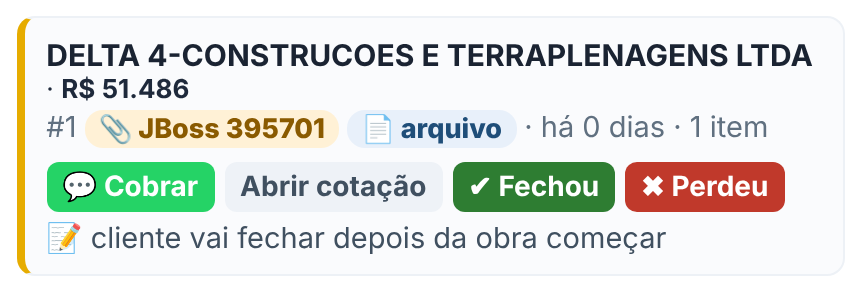 DELTA 4-CONSTRUCOES E TERRAPLENAGENS LTDA
· R$ 51.486
#1 📎 JBoss 395701 📄 arquivo · há 0 dias · 1 item
💬 Cobrar Abrir cotação ✔ Fechou ✖ Perdeu
📝 cliente vai fechar depois da obra começar